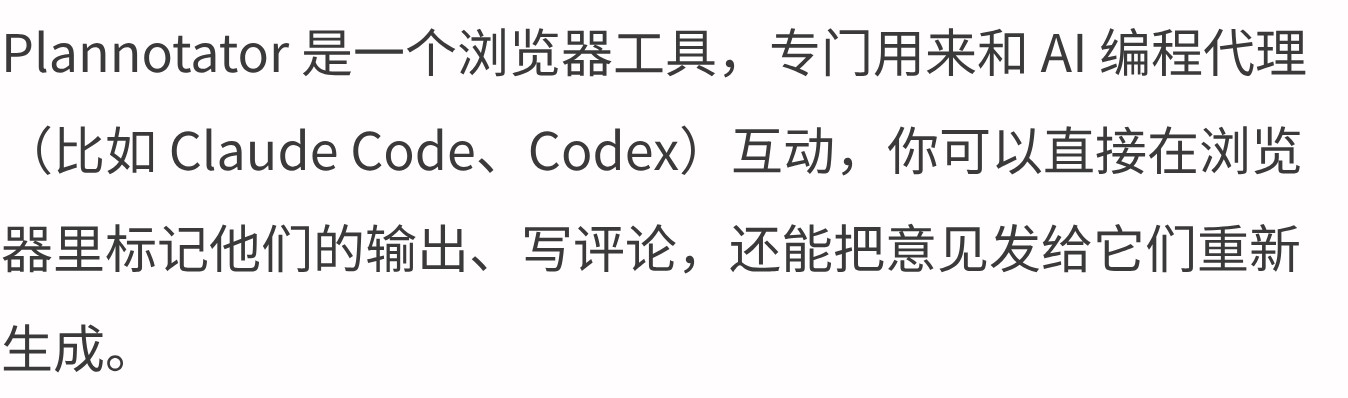 Plannotator 是一个浏览器工具，专门用来和 AI 编程代理
（比如 Claude Code、Codex）互动，你可以直接在浏览
器里标记他们的输出、写评论，还能把意见发给它们重新
生成。